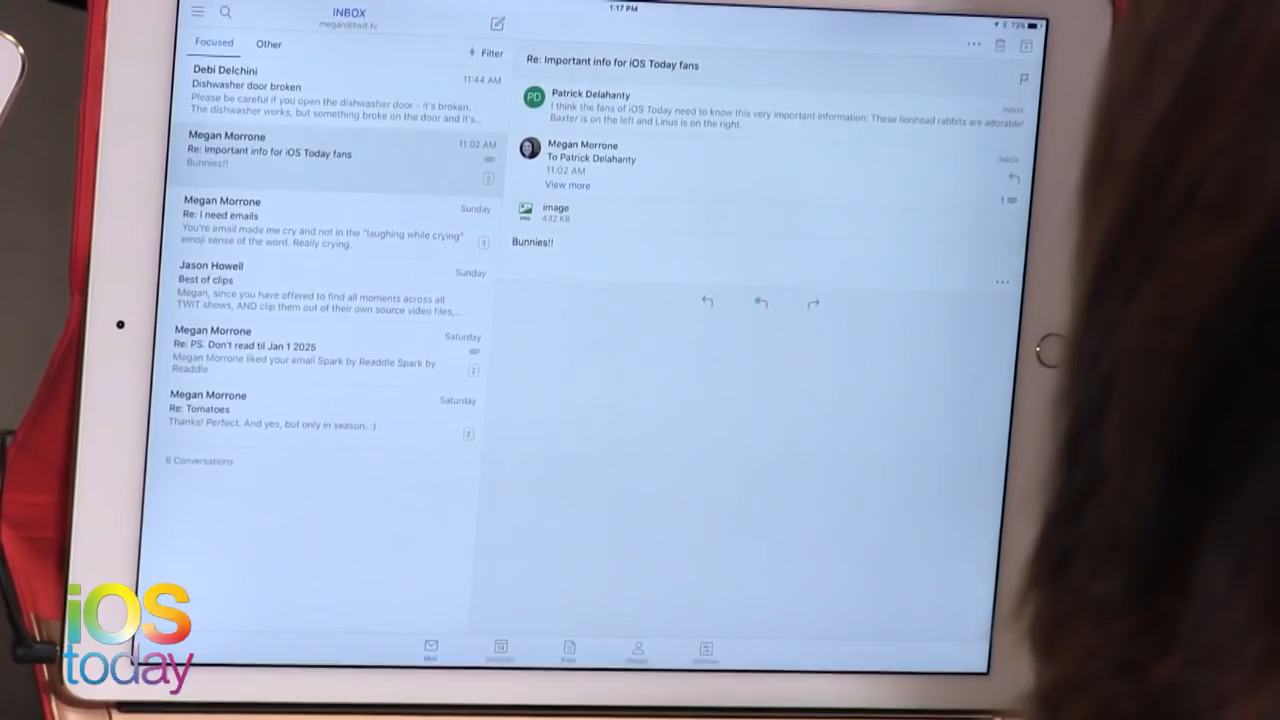 1:17 PM
73%
INBOX
megan@twit.tv
Focused
Other
Filter
Debi Delchini
11:44 AM
Dishwasher door broken
Please be careful if you open the dishwasher door - it's broken.
The dishwasher works, but something broke on the door and it's...
Megan Morrone
11:02 AM
Re: Important info for iOS Today fans
Bunnies!!
2
Megan Morrone
Sunday
Re: I need emails
You're email made me cry and not in the "laughing while crying"
emoji sense of the word. Really crying.
3
Jason Howell
Sunday
Best of clips
Megan, since you have offered to find all moments across all
TWiT shows, AND clip them out of their own source video files,...
Megan Morrone
Saturday
Re: PS. Don't read til Jan 1 2025
Megan Morrone liked your email Spark by Readdle Spark by
Readdle
2
Megan Morrone
Saturday
Re: Tomatoes
Thanks! Perfect. And yes, but only in season. :)
2
6 Conversations
Re: Important info for iOS Today fans
PD
Patrick Delahanty
INBOX
I think the fans of iOS Today need to know this very important information: These lionhead rabbits are adorable!
Baxter is on the left and Linus is on the right.
Megan Morrone
INBOX
To Patrick Delahanty
11:02 AM
View more
1
image
432 KB
Bunnies!!
Mail
14
iOS
today